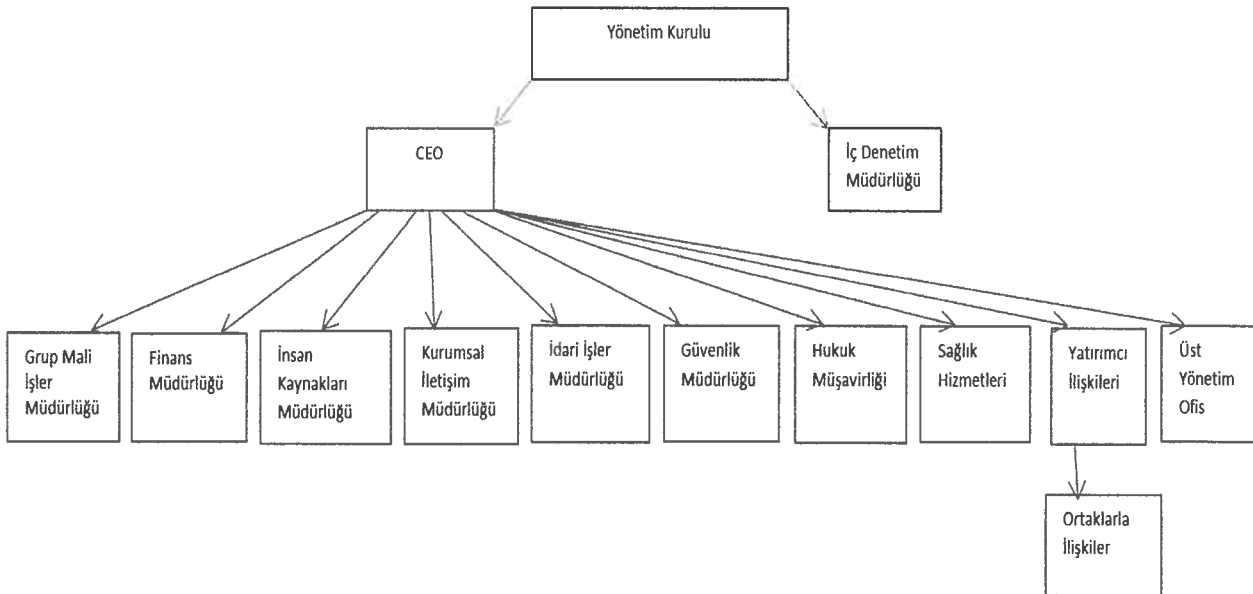 Yönetim Kurulu
CEO
İç Denetim
Müdürlüğü
Grup Mali
İşler
Müdürlüğü
Finans
Müdürlüğü
İnsan
Kaynakları
Müdürlüğü
Kurumsal
İletişim
Müdürlüğü
İdari İşler
Müdürlüğü
Güvenlik
Müdürlüğü
Hukuk
Müşavirliği
Sağlık
Hizmetleri
Yatırımcı
İlişkileri
Üst
Yönetim
Ofis
Ortaklarla
İlişkiler